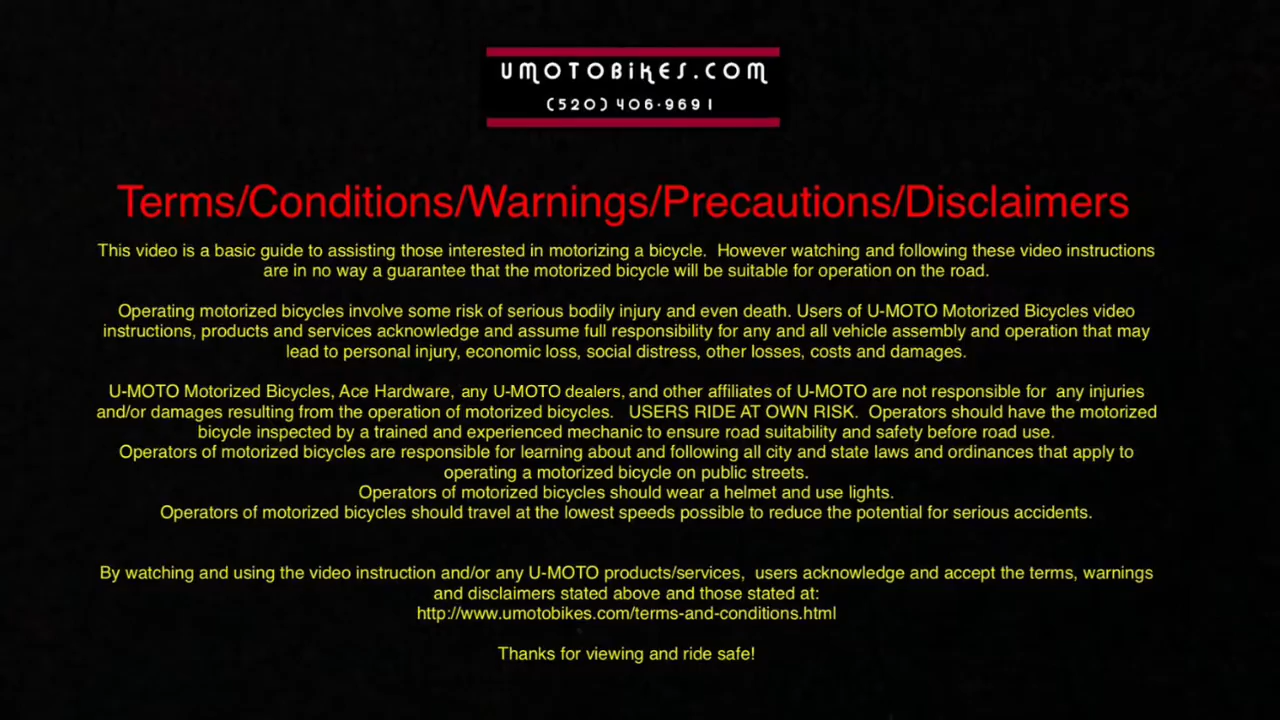 UMOTOBIKES.COM
(520) 406-9691
Terms/Conditions/Warnings/Precautions/Disclaimers
This video is a basic guide to assisting those interested in motorizing a bicycle.  However watching and following these video instructions
are in no way a guarantee that the motorized bicycle will be suitable for operation on the road.
Operating motorized bicycles involve some risk of serious bodily injury and even death. Users of U-MOTO Motorized Bicycles video
instructions, products and services acknowledge and assume full responsibility for any and all vehicle assembly and operation that may
lead to personal injury, economic loss, social distress, other losses, costs and damages.
U-MOTO Motorized Bicycles, Ace Hardware, any U-MOTO dealers, and other affiliates of U-MOTO are not responsible for  any injuries
and/or damages resulting from the operation of motorized bicycles.   USERS RIDE AT OWN RISK.  Operators should have the motorized
bicycle inspected by a trained and experienced mechanic to ensure road suitability and safety before road use.
Operators of motorized bicycles are responsible for learning about and following all city and state laws and ordinances that apply to
operating a motorized bicycle on public streets.
Operators of motorized bicycles should wear a helmet and use lights.
Operators of motorized bicycles should travel at the lowest speeds possible to reduce the potential for serious accidents.
By watching and using the video instruction and/or any U-MOTO products/services,  users acknowledge and accept the terms, warnings
and disclaimers stated above and those stated at:
http://www.umotobikes.com/terms-and-conditions.html
Thanks for viewing and ride safe!